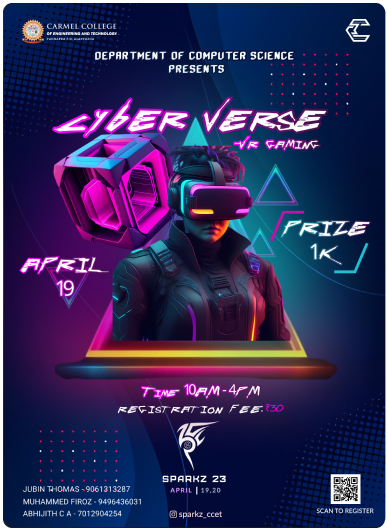 CARMEL COLLEGE
OF ENGINEERING AND TECHNOLOGY
PUNNAPRA P.O, ALAPPUZHA
DEPARTMENT OF COMPUTER SCIENCE
PRESENTS
CYBER VERSE
-VR GAMING
PRIZE
1K
APRIL
19
TIME 10AM-4PM
REGISTRATION FEE:₹30
SPARKZ 23
APRIL | 19,20
JUBIN THOMAS - 9061313287
MUHAMMED FIROZ - 9496436031
ABHIJITH C A - 7012904254
sparkz_ccet
SCAN TO REGISTER